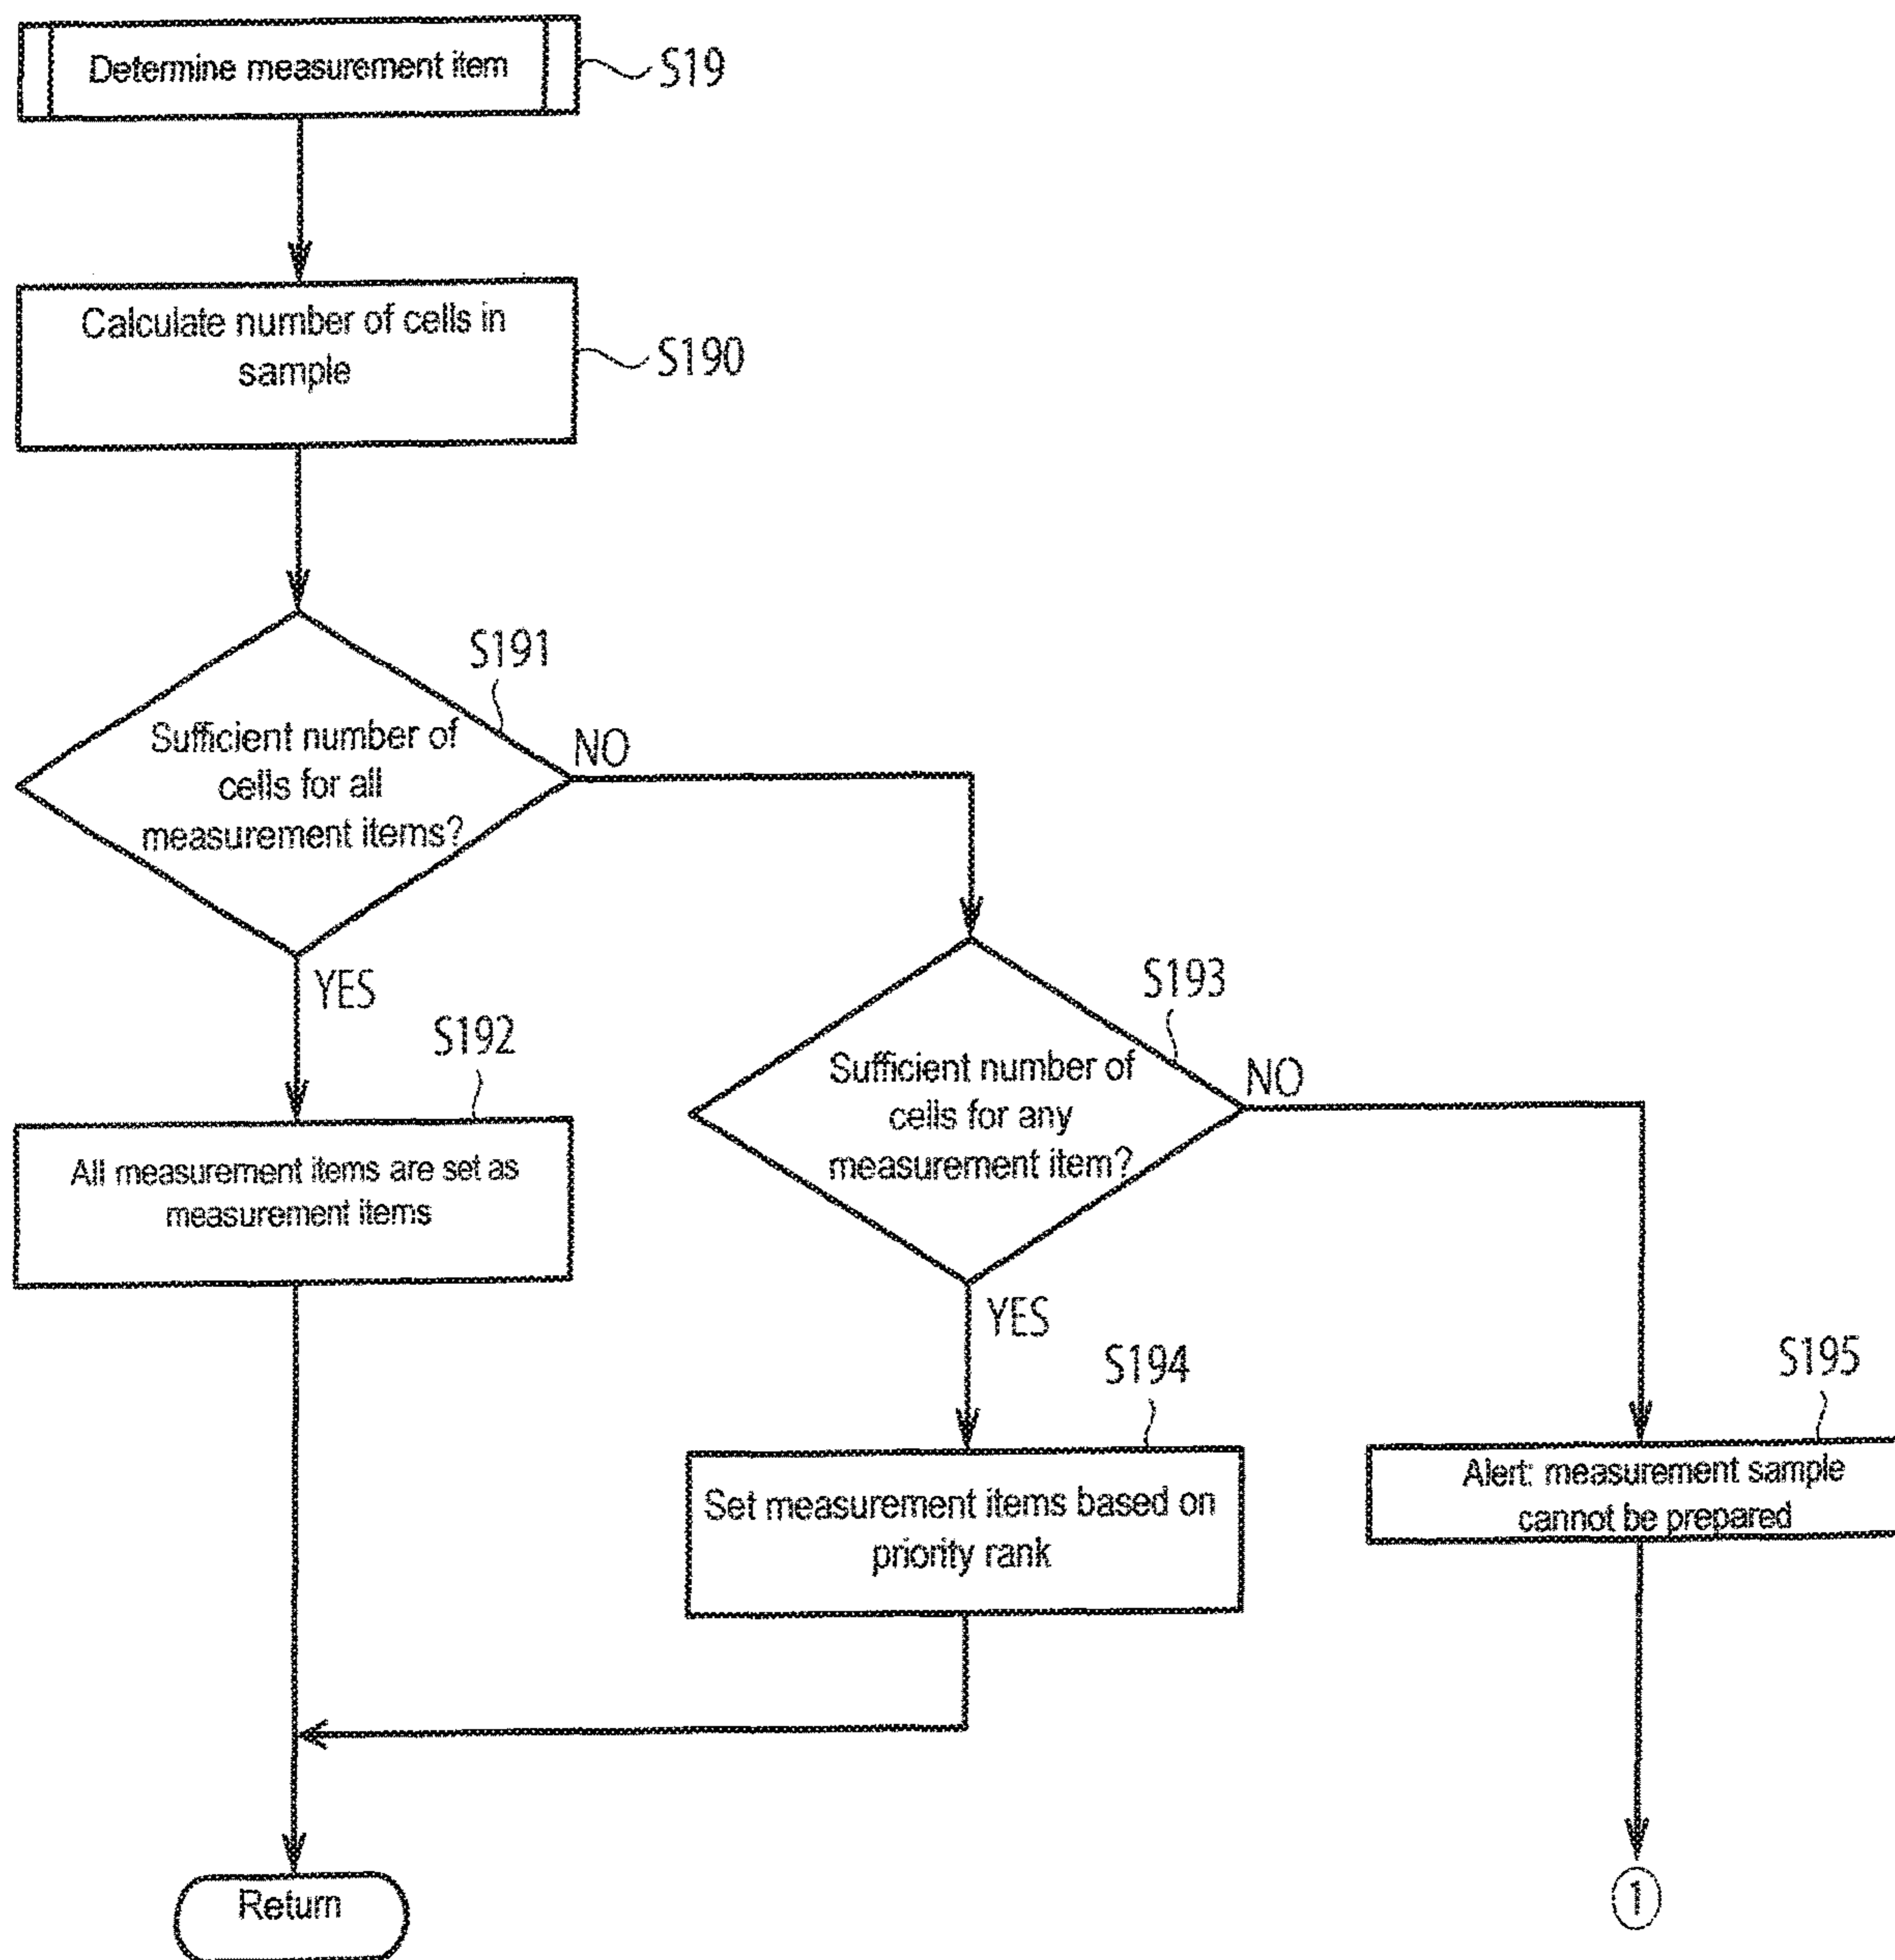 Determine measurement item
S19
Calculate number of cells in
sample
S190
S191
Sufficient number of
cells for all
measurement items?
NO
YES
S192
All measurement items are set as
measurement items
S193
Sufficient number of
cells for any
measurement item?
NO
YES
S194
Set measurement items based on
priority rank
S195
Alert: measurement sample
cannot be prepared
Return
1